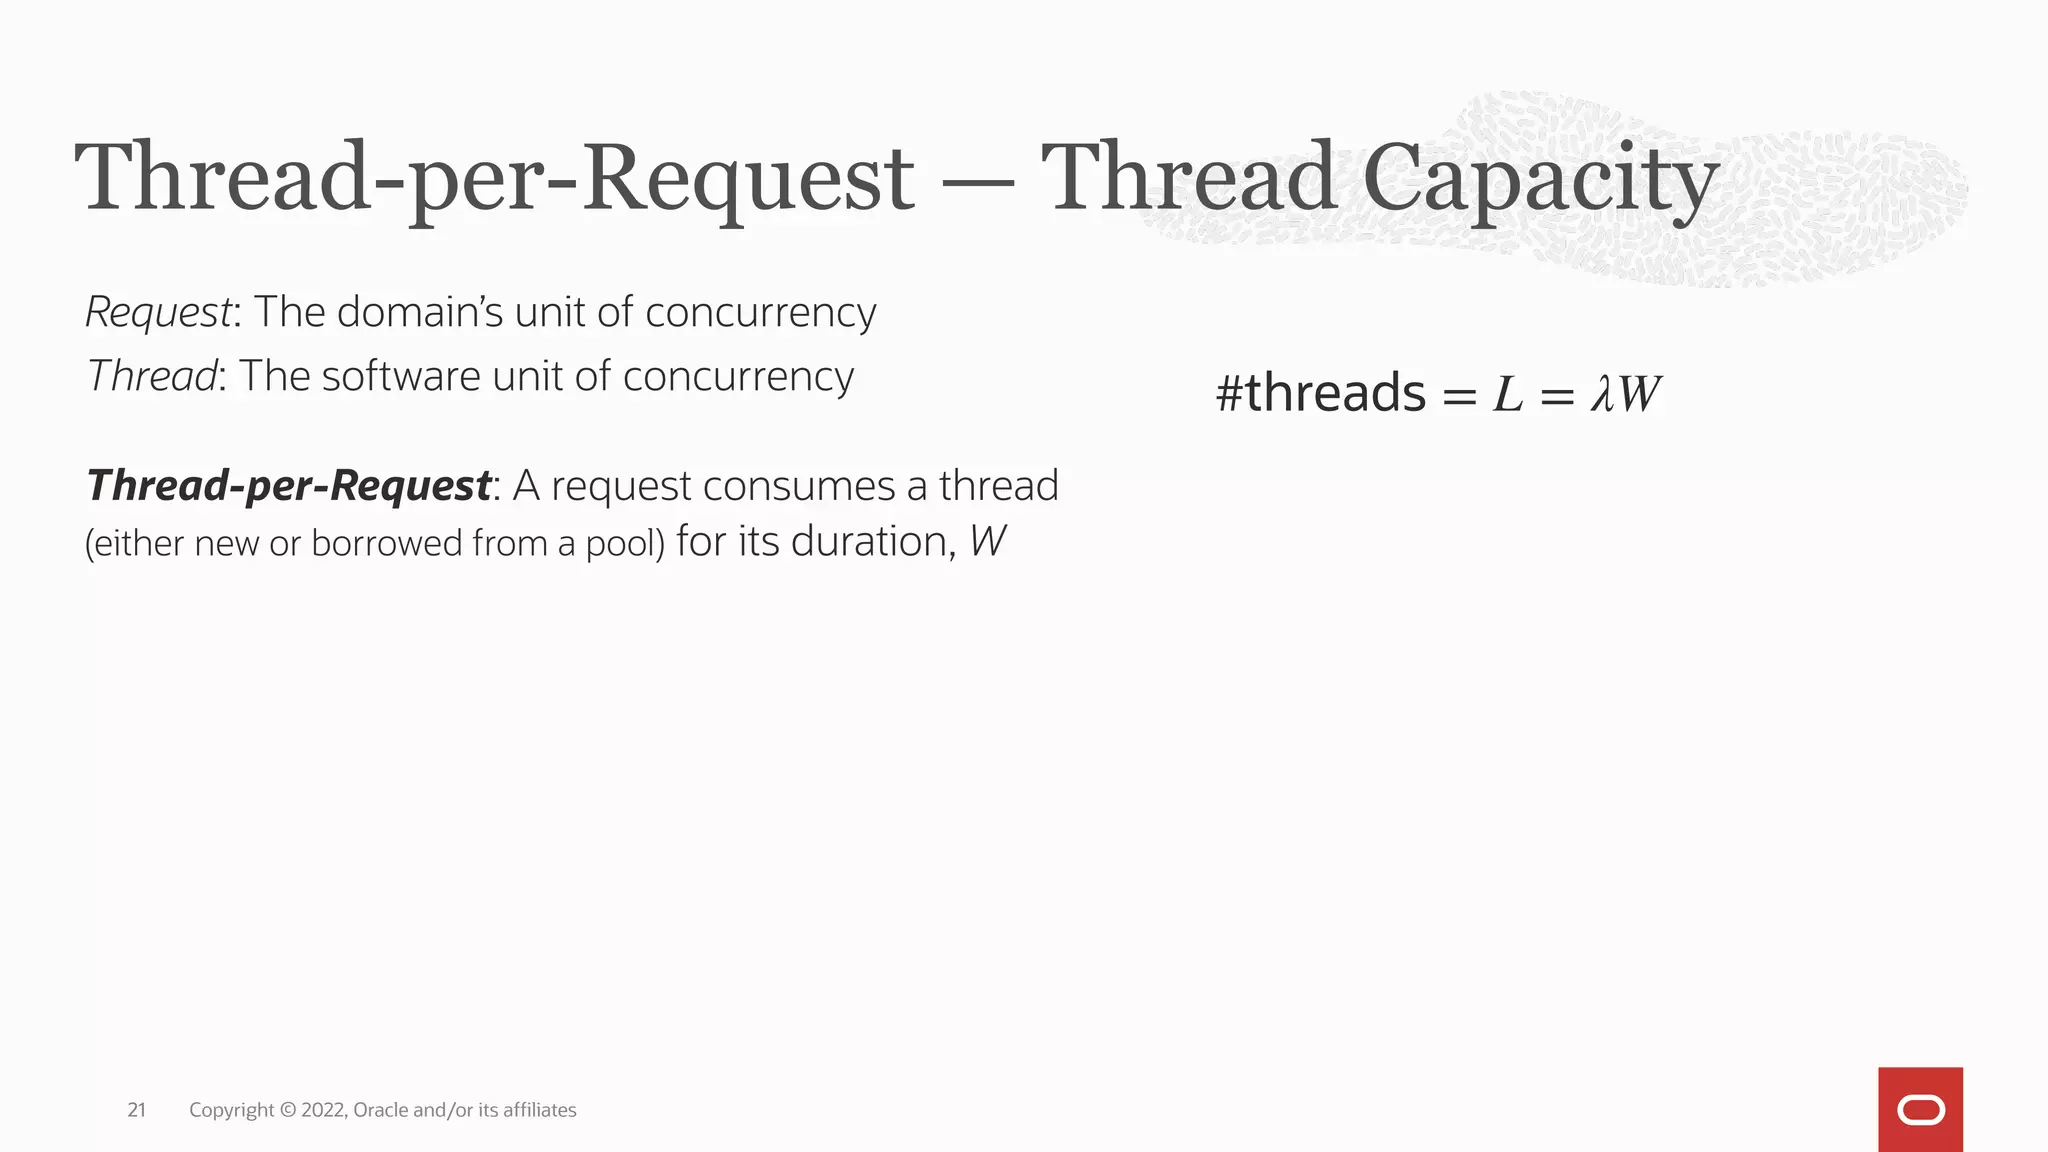 Thread-per-Request — Thread Capacity
Request: The domain’s unit of concurrency
Thread: The software unit of concurrency
#threads = L = λW
Thread-per-Request: A request consumes a thread
(either new or borrowed from a pool) for its duration, W
21 Copyright © 2022, Oracle and/or its affiliates